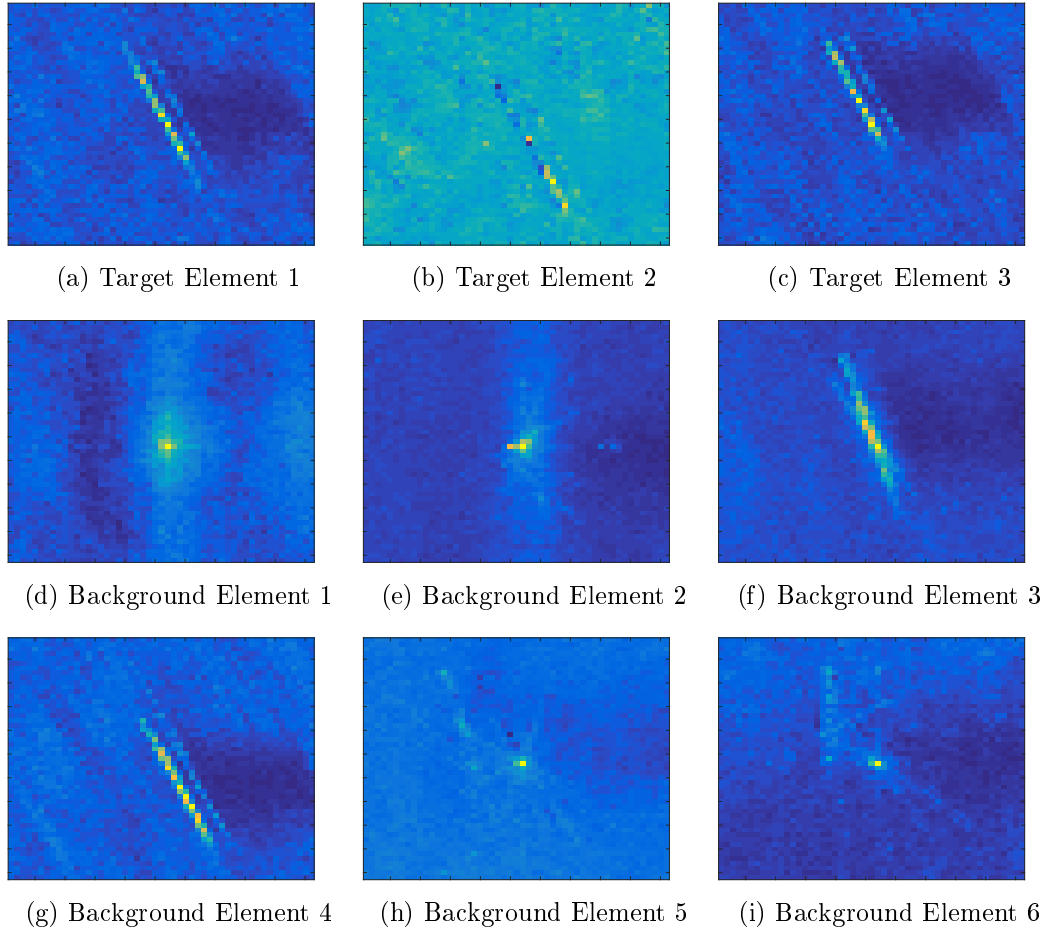 (a) Target Element 1
(b) Target Element 2
(c) Target Element 3
(d) Background Element 1
(e) Background Element 2
(f) Background Element 3
(g) Background Element 4
(h) Background Element 5
(i) Background Element 6